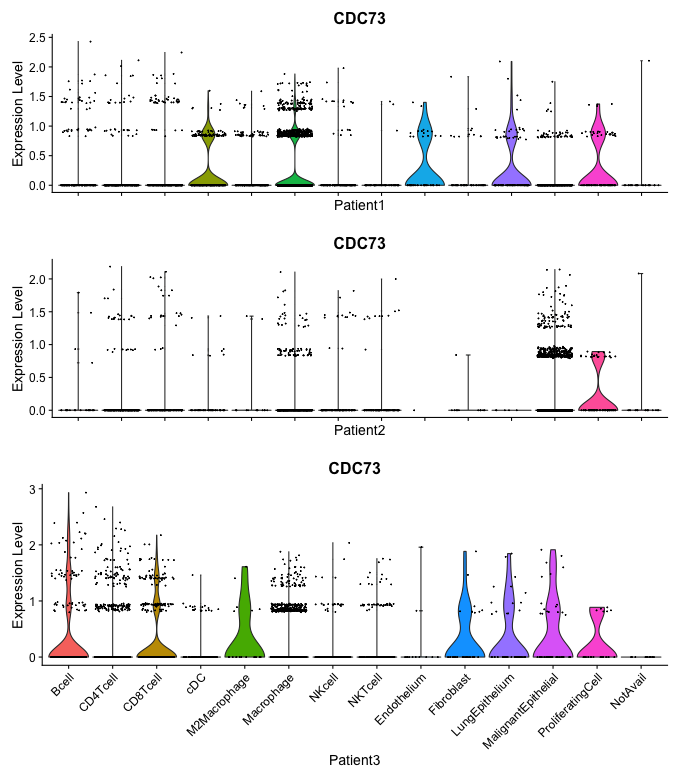 CDC73
Expression Level
2.5
2.0
1.5
1.0
0.5
0.0
Patient1
CDC73
Expression Level
2.0
1.5
1.0
0.5
0.0
Patient2
CDC73
Expression Level
3
2
1
0
Bcell
CD4Tcell
CD8Tcell
cDC
M2Macrophage
Macrophage
NKcell
NKTcell
Endothelium
Fibroblast
LungEpithelium
MalignantEpithelial
ProliferatingCell
NotAvail
Patient3